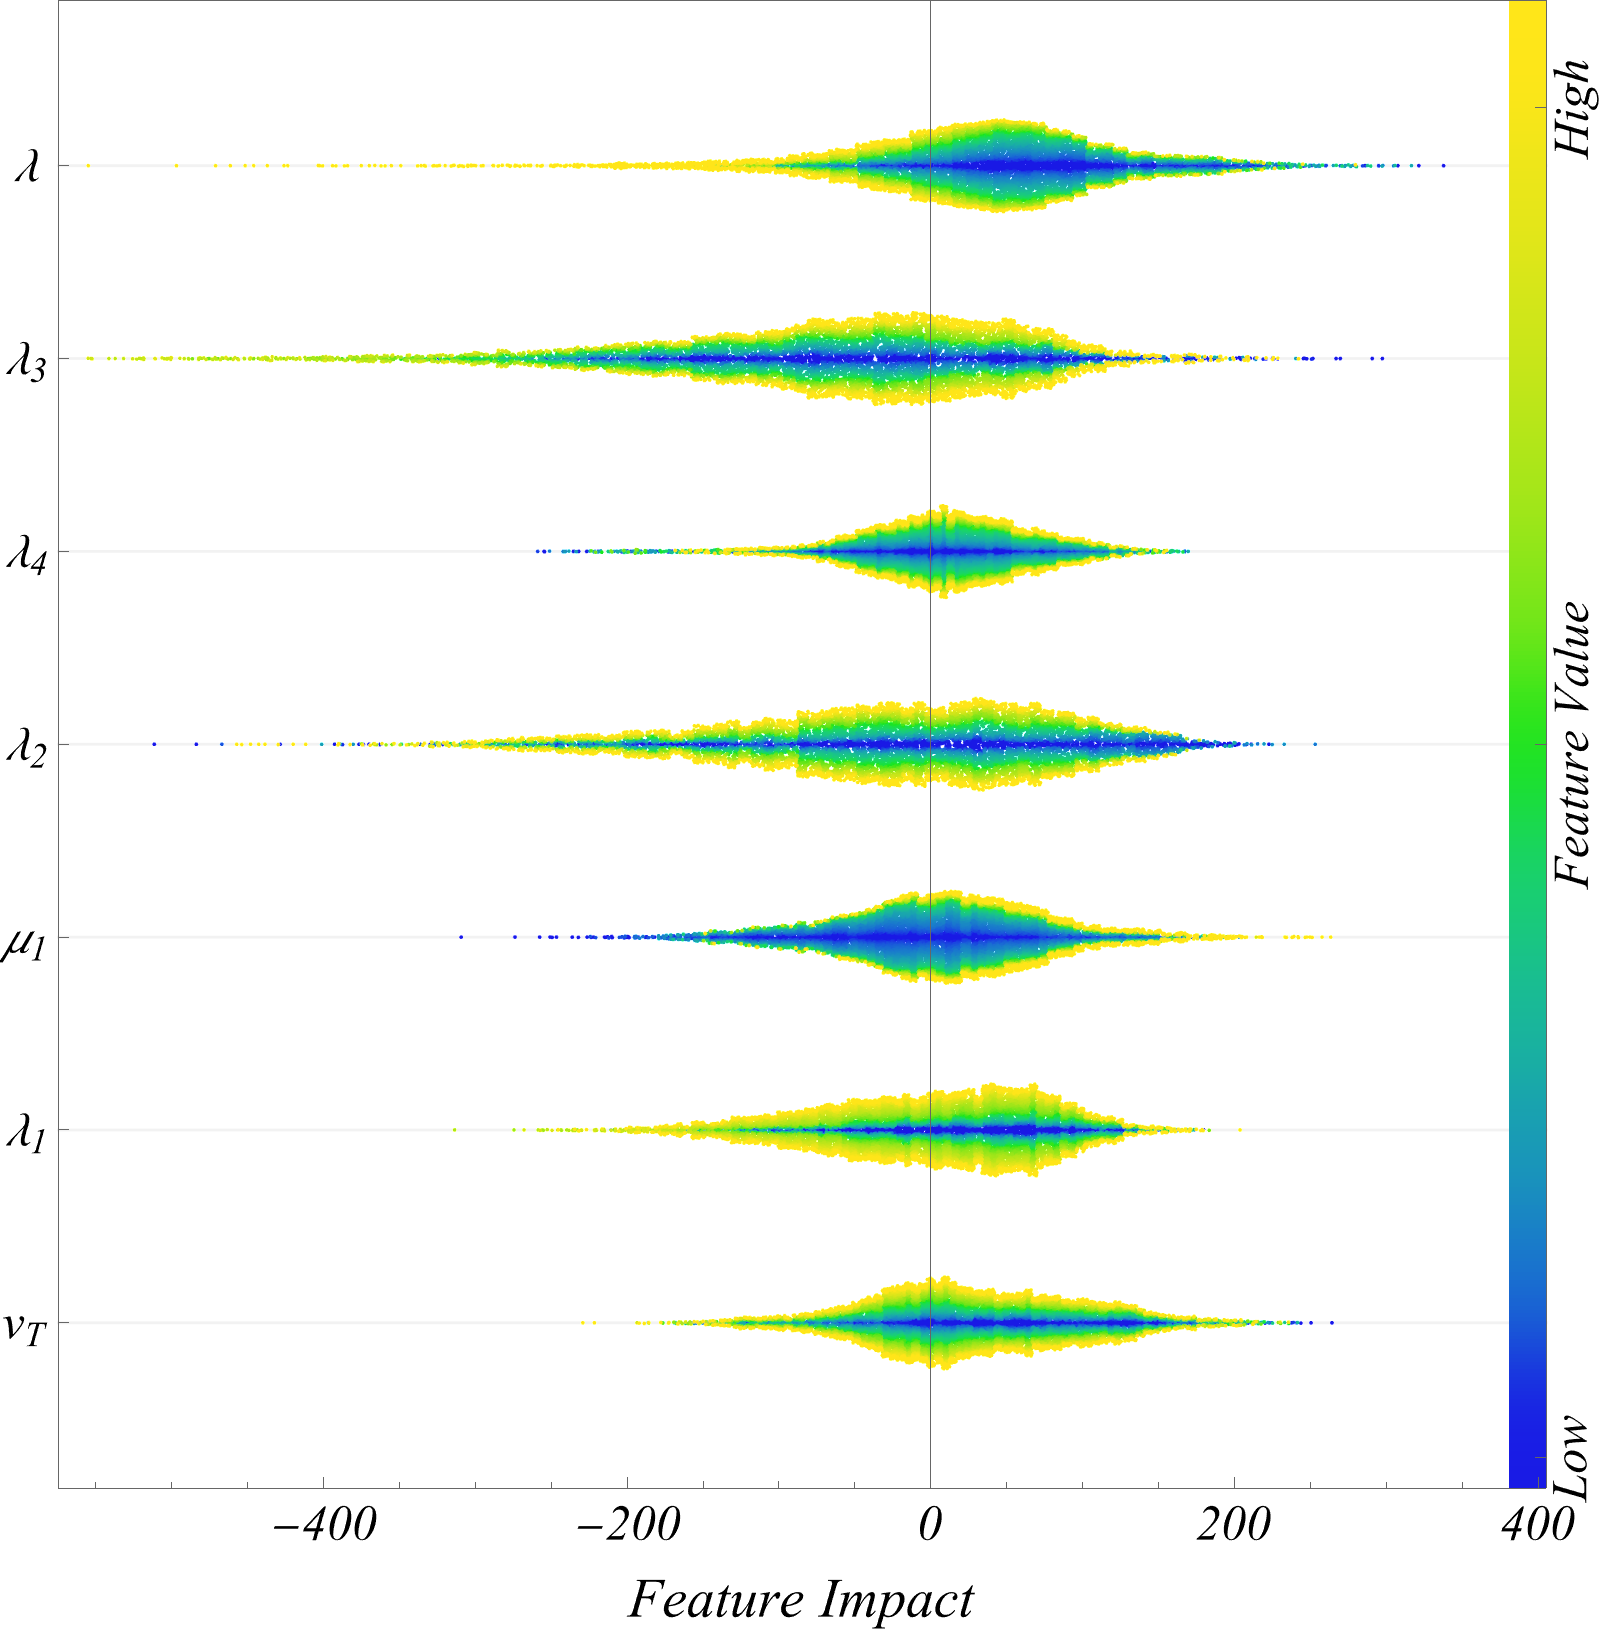 λ
λ3
λ4
λ2
μ1
λ1
vT
−400 −200 0 200 400
Feature Impact
High
Feature Value
Low